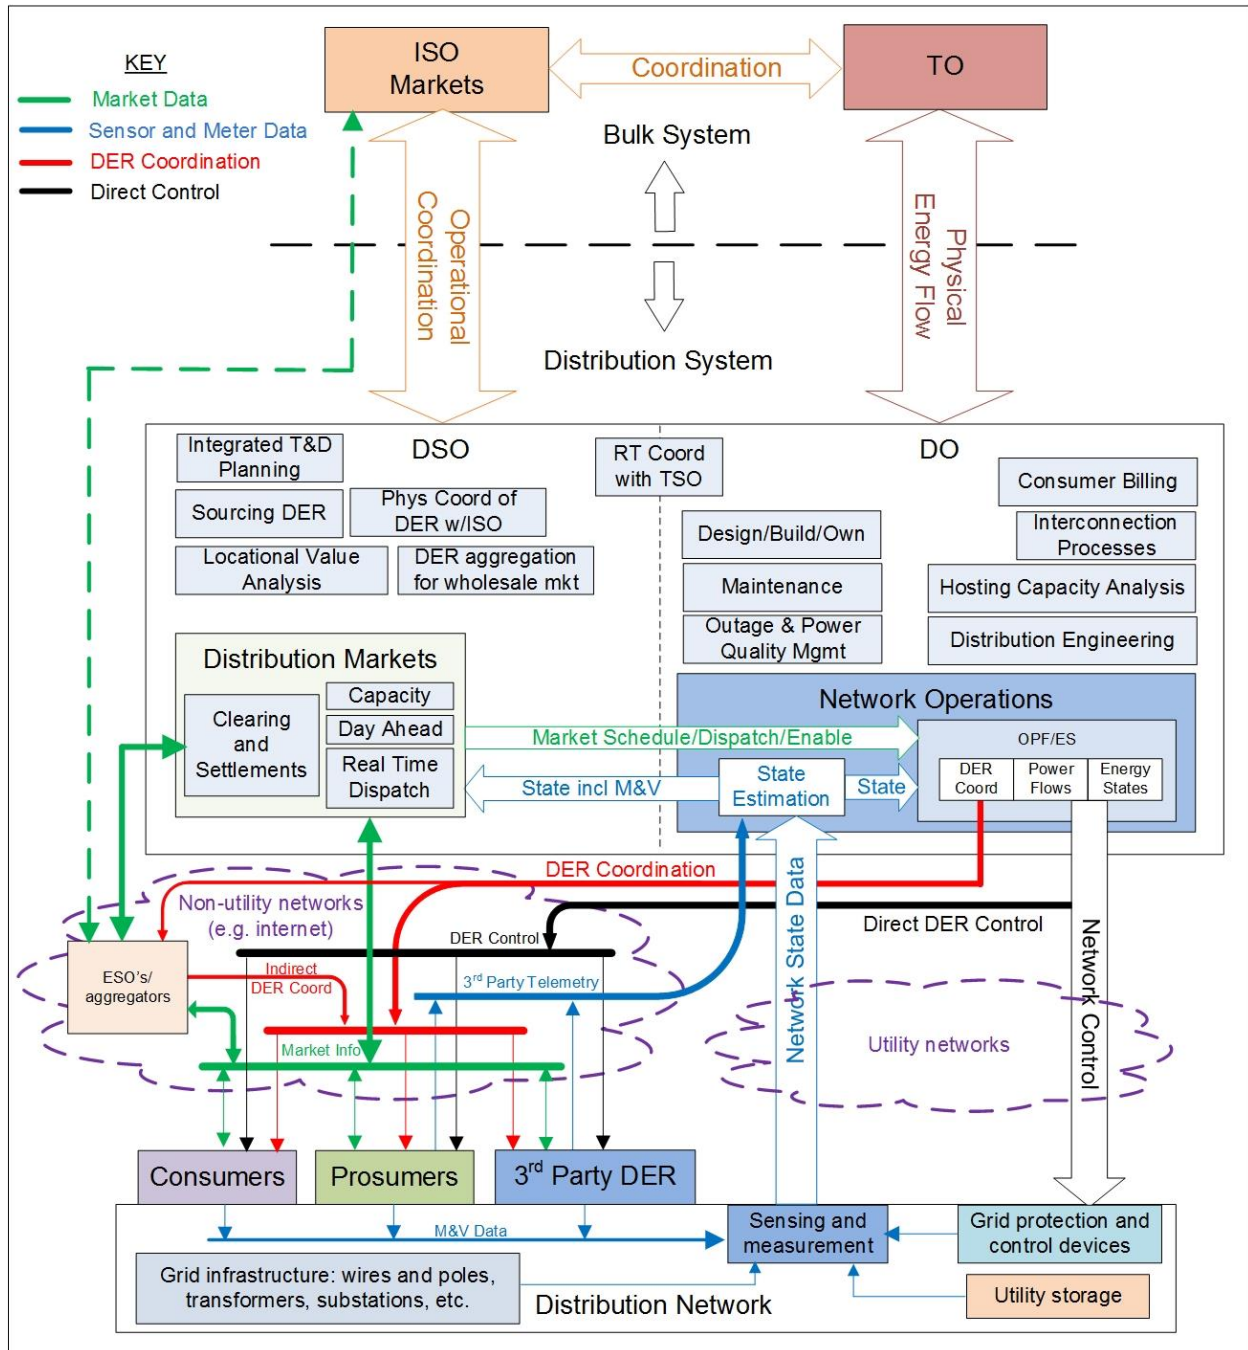 KEY
Market Data
Sensor and Meter Data
DER Coordination
Direct Control
ISO
Markets
Coordination
TO
Bulk System
Operational
Coordination
Physical
Energy Flow
Distribution System
DSO
DO
Integrated T&D
Planning
RT Coord
with TSO
Consumer Billing
Sourcing DER
Phys Coord of
DER w/ISO
Design/Build/Own
Interconnection
Processes
Locational Value
Analysis
DER aggregation
for wholesale mkt
Maintenance
Hosting Capacity Analysis
Outage & Power
Quality Mgmt
Distribution Engineering
Distribution Markets
Clearing
and
Settlements
Capacity
Day Ahead
Real Time
Dispatch
Network Operations
Market Schedule/Dispatch/Enable
OPF/ES
State incl M&V
State
Estimation
State
DER
Coord
Power
Flows
Energy
States
DER Coordination
Non-utility networks
(e.g. internet)
Direct DER Control
DER Control
ESO's/
aggregators
Indirect
DER Coord
3rd Party Telemetry
Network State Data
Network Control
Utility networks
Market Info
Consumers
Prosumers
3rd Party DER
M&V Data
Sensing and
measurement
Grid protection and
control devices
Grid infrastructure: wires and poles,
transformers, substations, etc.
Distribution Network
Utility storage